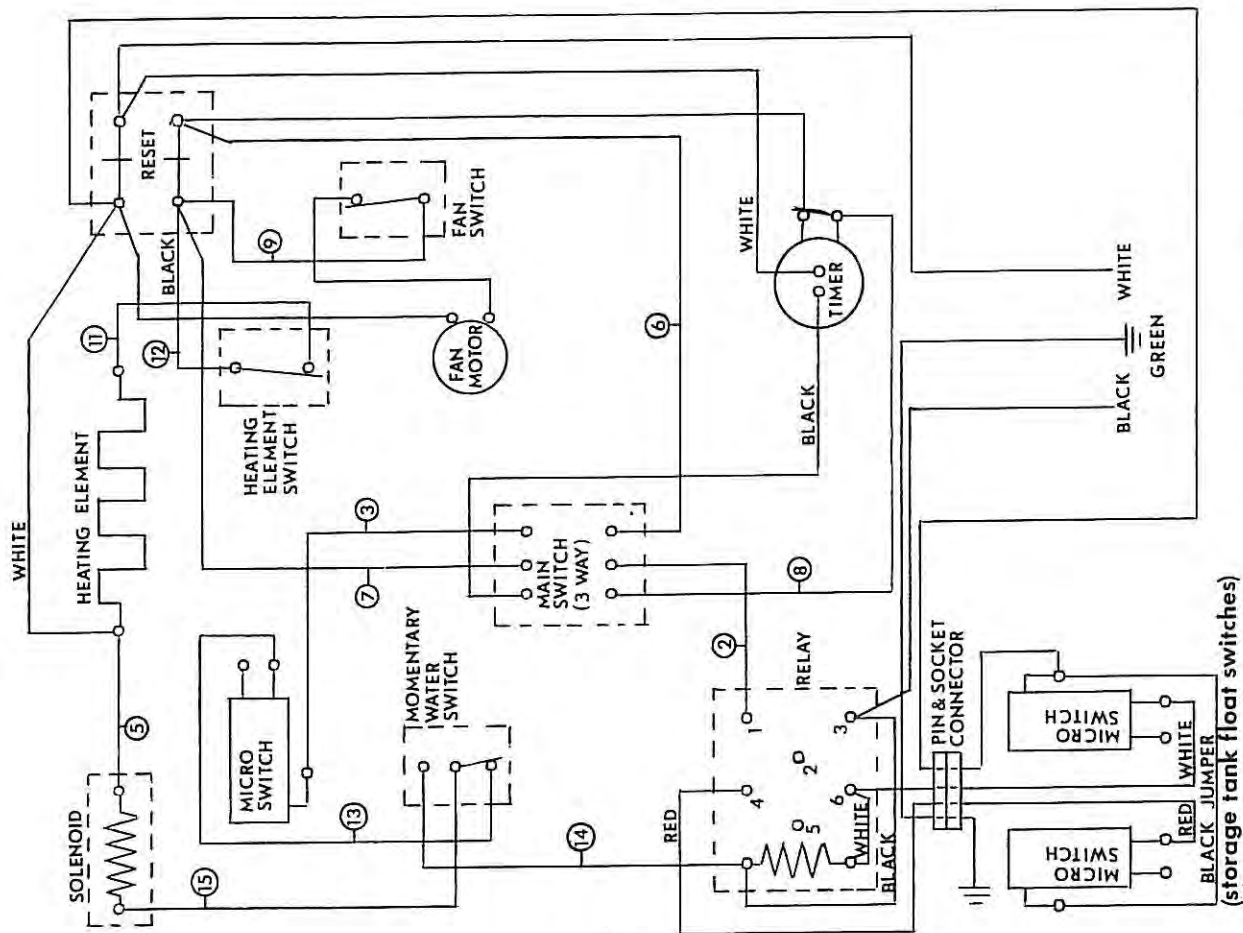 WHITE
HEATING ELEMENT
SOLENOID
5
15
MICRO
SWITCH
13
MOMENTARY
WATER
SWITCH
14
11
12
BLACK
RESET
9
FAN
SWITCH
HEATING
ELEMENT
SWITCH
FAN
MOTOR
3
7
MAIN
SWITCH
(3 WAY)
6
8
2
WHITE
TIMER
BLACK
RELAY
1
2
3
4
5
6
RED
WHITE
BLACK
PIN & SOCKET
CONNECTOR
BLACK
GREEN
WHITE
MICRO
SWITCH
WHITE
MICRO
SWITCH
RED
BLACK JUMPER
(storage tank float switches)